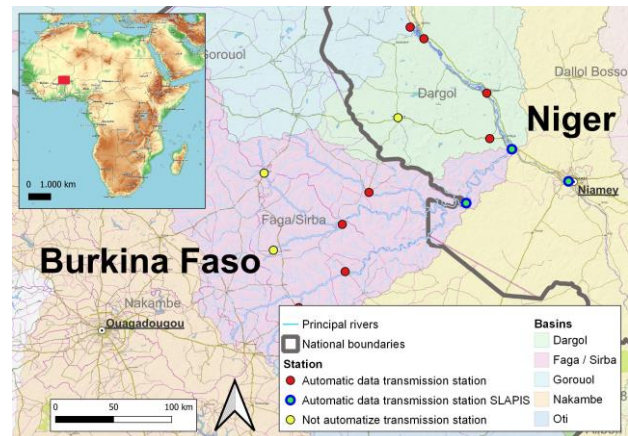 0 1.000 km
Gorouol
Dargol
Dallol Bosso
Niger
Niamey
Faga/Sirba
Burkina Faso
Nakambe
Ouagadougou
0 50 100 km
Principal rivers
National boundaries
Station
Automatic data transmission station
Automatic data transmission station SLAPIS
Not automatize transmission station
Basins
Dargol
Faga / Sirba
Gorouol
Nakambe
Oti